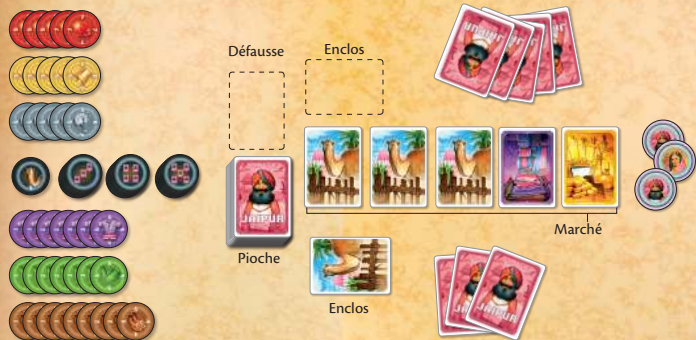 Défausse
Enclos
JAIPUR
Marché
Pioche
Enclos